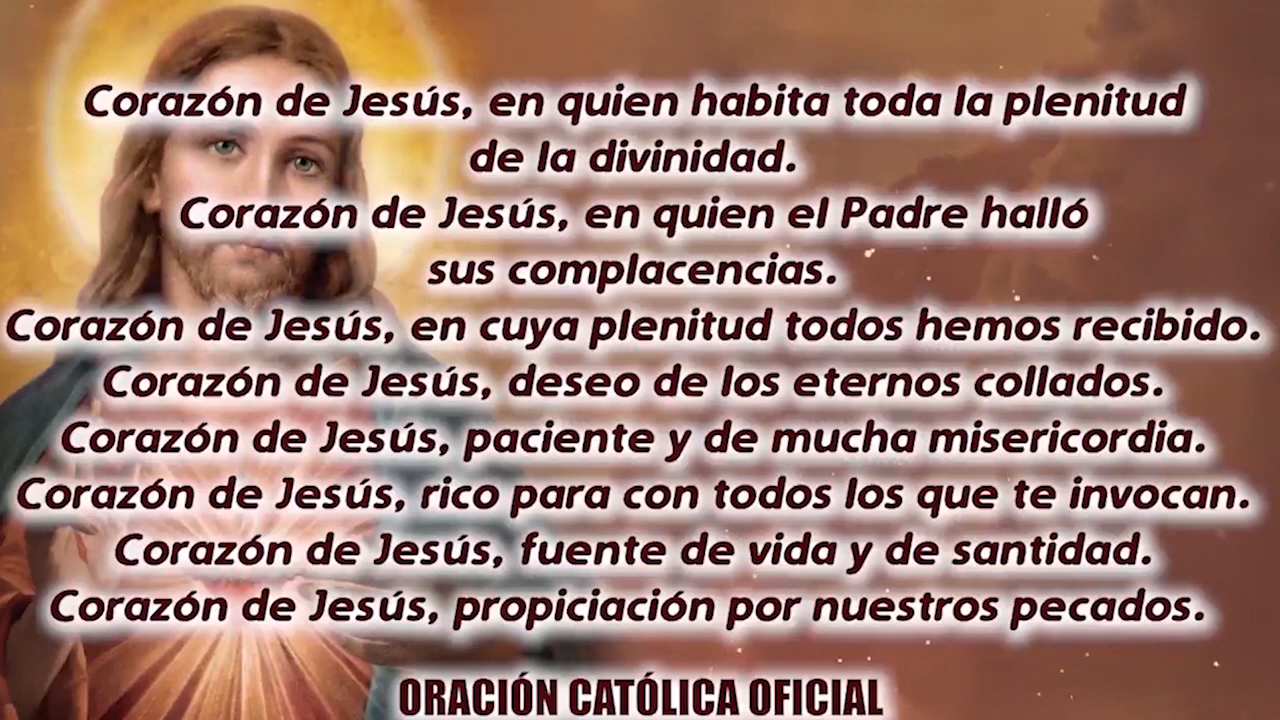 Corazón de Jesús, en quien habita toda la plenitud
de la divinidad.
Corazón de Jesús, en quien el Padre halló
sus complacencias.
Corazón de Jesús, en cuya plenitud todos hemos recibido.
Corazón de Jesús, deseo de los eternos collados.
Corazón de Jesús, paciente y de mucha misericordia.
Corazón de Jesús, rico para con todos los que te invocan.
Corazón de Jesús, fuente de vida y de santidad.
Corazón de Jesús, propiciación por nuestros pecados.
ORACIÓN CATÓLICA OFICIAL